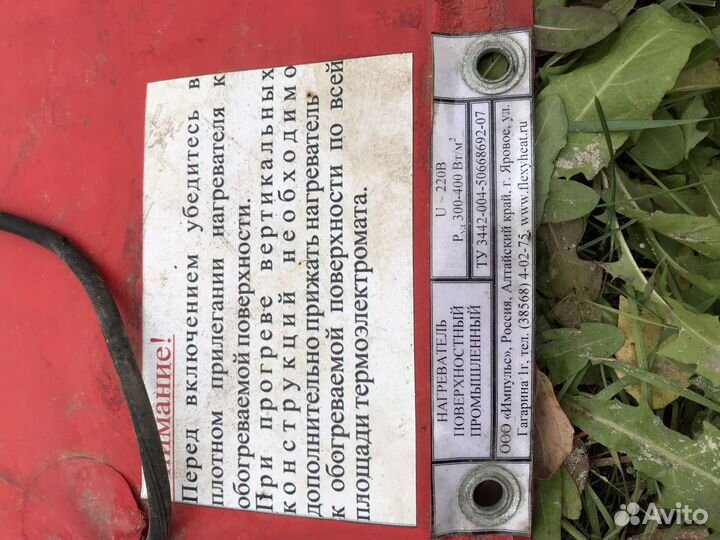 Внимание!
Перед включением убедитесь в
плотном прилегании нагревателя к
обогреваемой поверхности.
При прогреве вертикальных
конструкций необходимо
дополнительно прижать нагреватель
к обогреваемой поверхности по всей
площади термоэлектромата.
НАГРЕВАТЕЛЬ
ПОВЕРХНОСТНЫЙ
ПРОМЫШЛЕННЫЙ
U ~ 220В
Руд 300-400 Вт/м²
ТУ 3442-004-50668692-07
ООО «Импульс», Россия, Алтайский край, г. Яровое, ул.
Гагарина 1г, тел. (38568) 4-02-75, www.flexyheat.ru
Avito